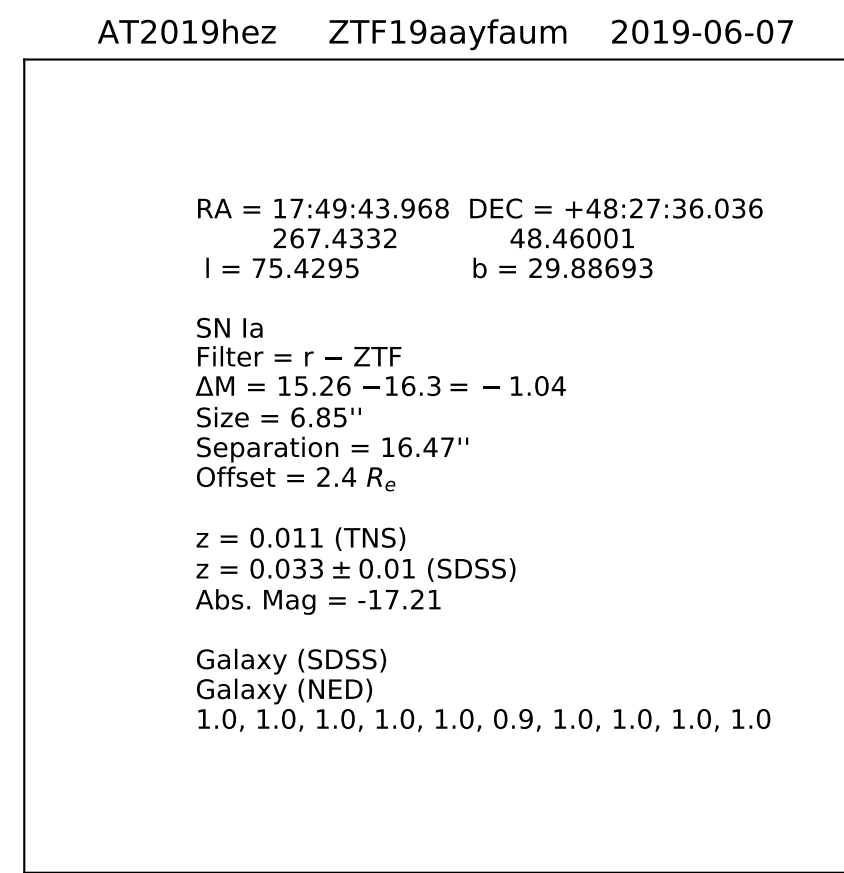 AT2019hez ZTF19aayfaum 2019-06-07
RA = 17:49:43.968 DEC = +48:27:36.036
267.4332 48.46001
l = 75.4295 b = 29.88693
SN Ia
Filter = r − ZTF
ΔM = 15.26 −16.3 = − 1.04
Size = 6.85''
Separation = 16.47''
Offset = 2.4 Rₑ
z = 0.011 (TNS)
z = 0.033 ± 0.01 (SDSS)
Abs. Mag = -17.21
Galaxy (SDSS)
Galaxy (NED)
1.0, 1.0, 1.0, 1.0, 1.0, 0.9, 1.0, 1.0, 1.0, 1.0